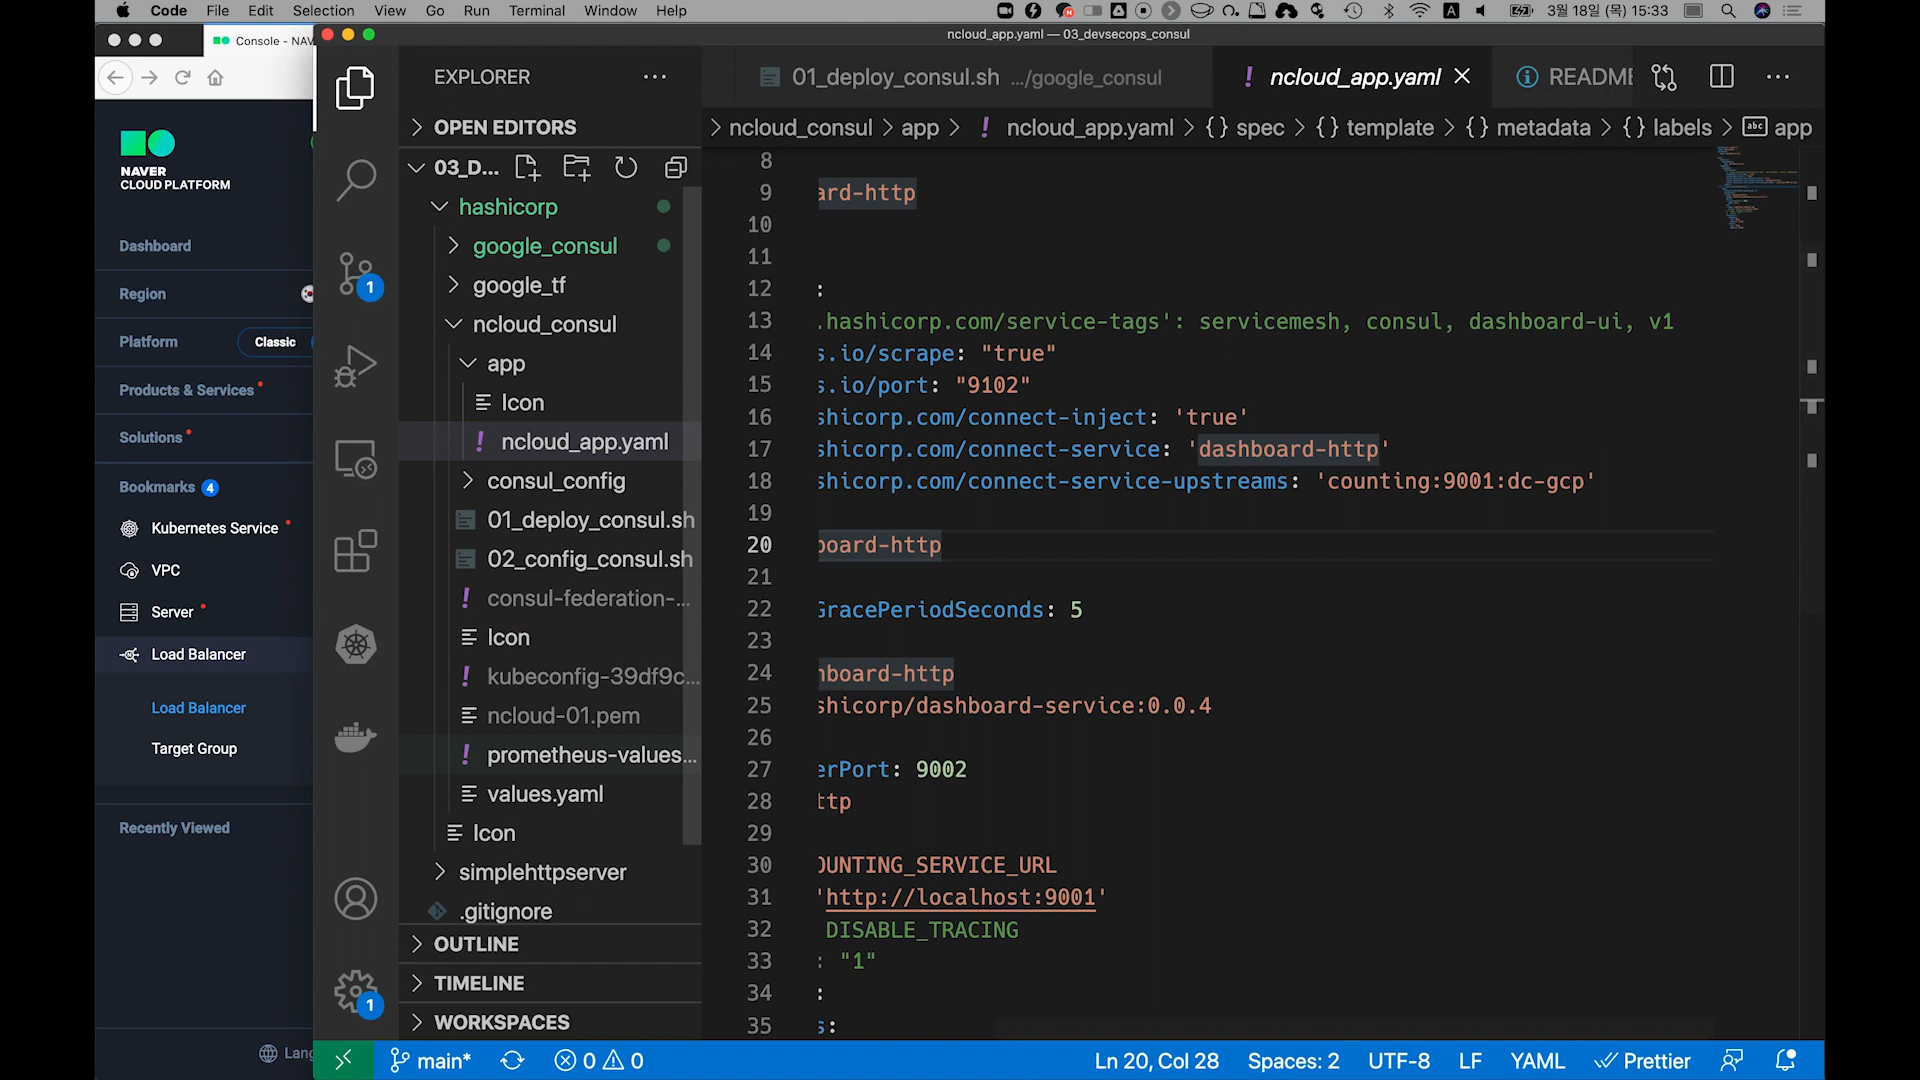 Code File Edit Selection View Go Run Terminal Window Help
A
3월 18일 (목) 15:33
ncloud_app.yaml — 03_devsecops_consul
Console - NAV
EXPLORER
01_deploy_consul.sh .../google_consul
ncloud_app.yaml
README
OPEN EDITORS
ncloud_consul > app > ! ncloud_app.yaml > {} spec > {} template > {} metadata > {} labels > abc app
NAVER
CLOUD PLATFORM
Dashboard
Region
Platform
Classic
Products & Services
Solutions
Bookmarks 4
Kubernetes Service
VPC
Server
Load Balancer
Load Balancer
Target Group
Recently Viewed
Lang
03_D...
hashicorp
google_consul
google_tf
ncloud_consul
app
Icon
! ncloud_app.yaml
consul_config
01_deploy_consul.sh
02_config_consul.sh
! consul-federation-...
Icon
! kubeconfig-39df9c...
ncloud-01.pem
! prometheus-values...
values.yaml
Icon
simplehttpserver
.gitignore
OUTLINE
TIMELINE
WORKSPACES
1
1
8
9 ard-http
10
11
12 :
13 .hashicorp.com/service-tags': servicemesh, consul, dashboard-ui, v1
14 s.io/scrape: "true"
15 s.io/port: "9102"
16 shicorp.com/connect-inject: 'true'
17 shicorp.com/connect-service: 'dashboard-http'
18 shicorp.com/connect-service-upstreams: 'counting:9001:dc-gcp'
19
20 board-http
21
22 GracePeriodSeconds: 5
23
24 hboard-http
25 shicorp/dashboard-service:0.0.4
26
27 erPort: 9002
28 ttp
29
30 OUNTING_SERVICE_URL
31 'http://localhost:9001'
32 DISABLE_TRACING
33 : "1"
34 :
35 s:
main* 0 0 Ln 20, Col 28 Spaces: 2 UTF-8 LF YAML Prettier